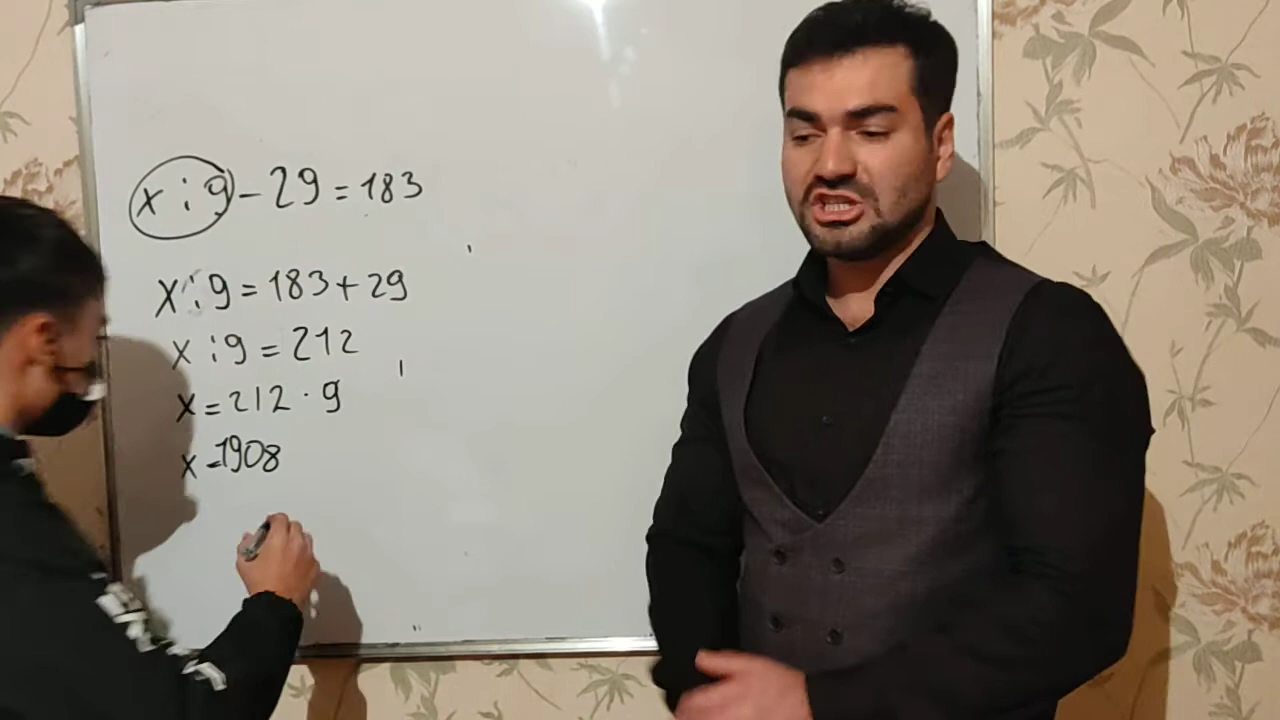 x : 9 - 29 = 183
x : 9 = 183 + 29
x : 9 = 212
x = 212 · 9
x = 1908